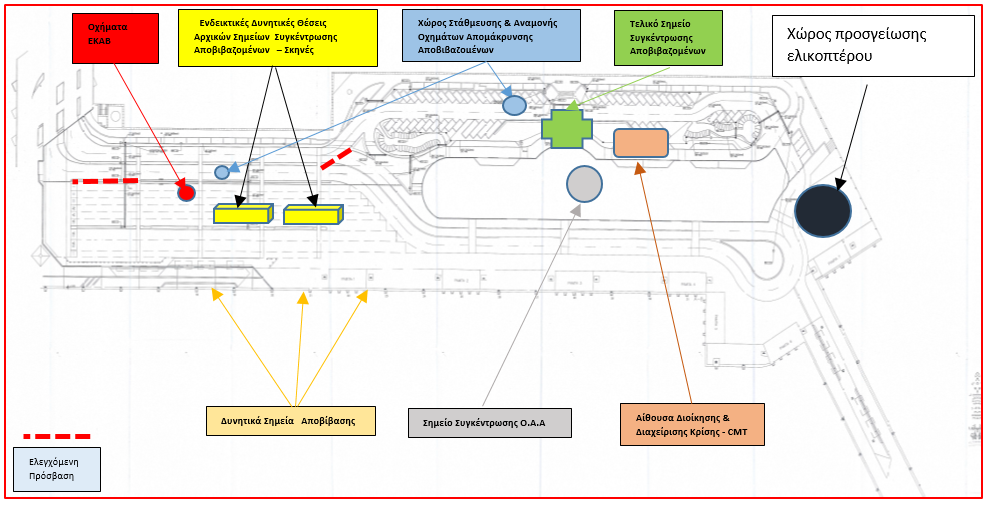 Οχήματα
ΕΚΑΒ
Ενδεικτικές Δυνητικές Θέσεις
Αρχικών Σημείων Συγκέντρωσης
Αποβιβαζομένων – Σκηνές
Χώρος Στάθμευσης & Αναμονής
Οχημάτων Απομάκρυνσης
Αποβιβαζομένων
Τελικό Σημείο
Συγκέντρωσης
Αποβιβαζομένων
Χώρος προσγείωσης
ελικοπτέρου
Δυνητικά Σημεία Αποβίβασης
Σημείο Συγκέντρωσης Ο.Α.Α
Αίθουσα Διοίκησης &
Διαχείρισης Κρίσης - CMT
Ελεγχόμενη
Πρόσβαση